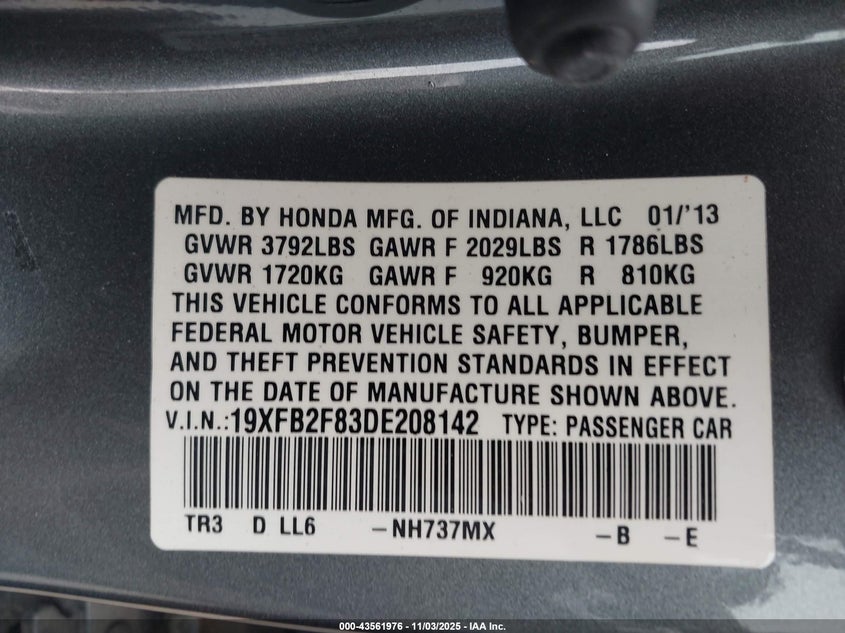 MFD. BY HONDA MFG. OF INDIANA, LLC 01/'13
GVWR 3792LBS GAWR F 2029LBS R 1786LBS
GVWR 1720KG GAWR F 920KG R 810KG
THIS VEHICLE CONFORMS TO ALL APPLICABLE
FEDERAL MOTOR VEHICLE SAFETY, BUMPER,
AND THEFT PREVENTION STANDARDS IN EFFECT
ON THE DATE OF MANUFACTURE SHOWN ABOVE.
V.I.N.:19XFB2F83DE208142 TYPE: PASSENGER CAR
TR3 D LL6 –NH737MX –B –E
000-43561976 - 11/03/2025 - IAA Inc.